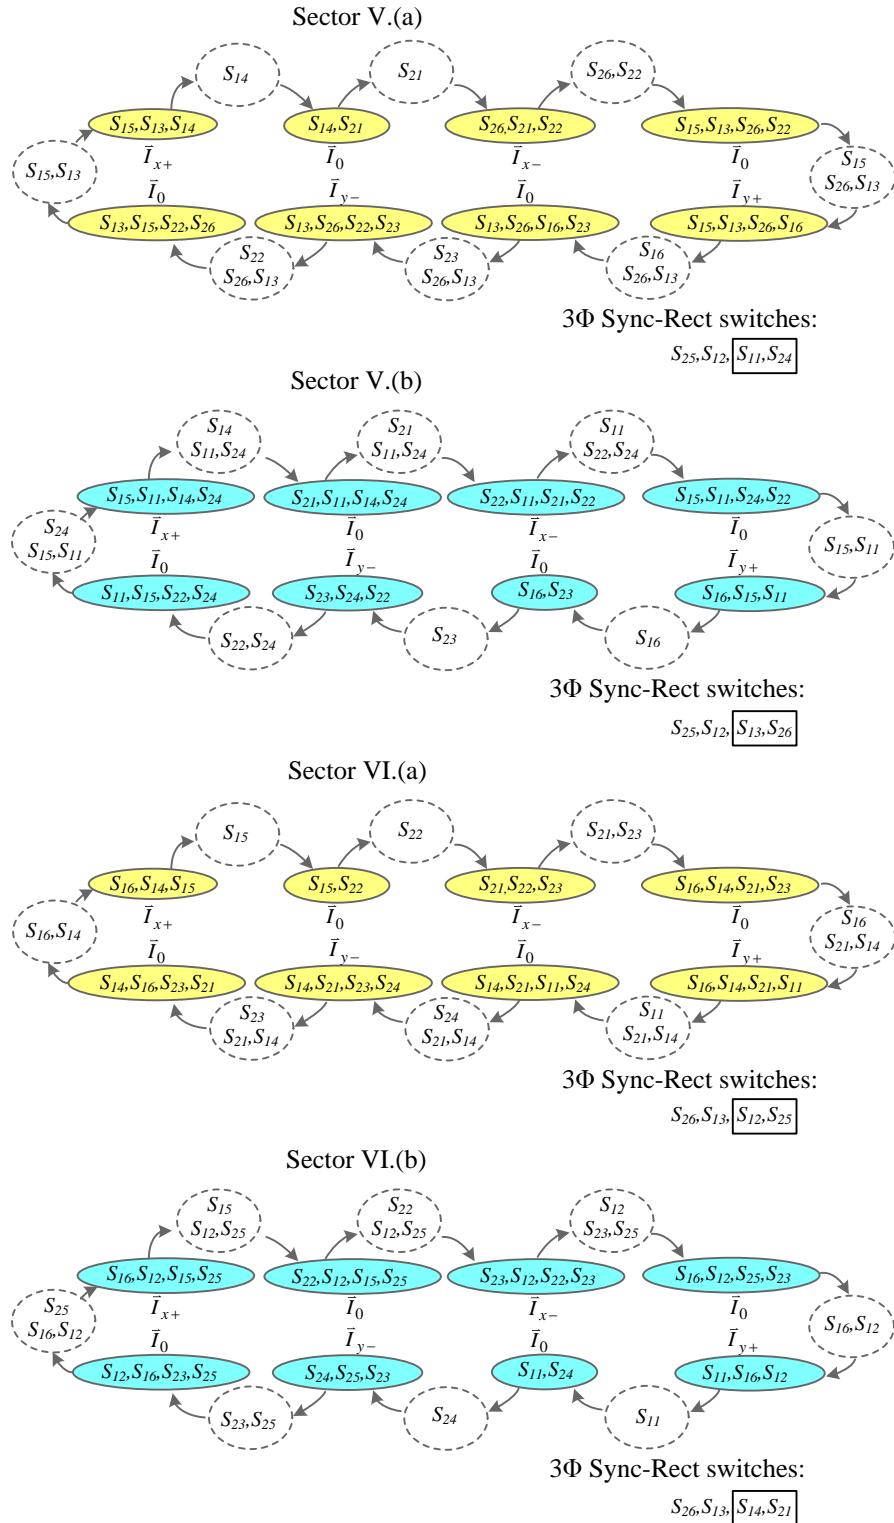 Sector V.(a)
S14
S21
S26,S22
S15,S13,S14
S14,S21
S26,S21,S22
S15,S13,S26,S22
S15,S13
I⃗x+
I⃗0
I⃗x−
I⃗0
S15
S26,S13
I⃗0
I⃗y−
I⃗0
I⃗y+
S13,S15,S22,S26
S13,S26,S22,S23
S13,S26,S16,S23
S15,S13,S26,S16
S22
S26,S13
S23
S26,S13
S16
S26,S13
3Φ Sync-Rect switches:
S25,S12,S11,S24
Sector V.(b)
S14
S11,S24
S21
S11,S24
S11
S22,S24
S15,S11,S14,S24
S21,S11,S14,S24
S22,S11,S21,S22
S15,S11,S24,S22
S24
S15,S11
I⃗x+
I⃗0
I⃗x−
I⃗0
S15,S11
I⃗0
I⃗y−
I⃗0
I⃗y+
S11,S15,S22,S24
S23,S24,S22
S16,S23
S16,S15,S11
S22,S24
S23
S16
3Φ Sync-Rect switches:
S25,S12,S13,S26
Sector VI.(a)
S15
S22
S21,S23
S16,S14,S15
S15,S22
S21,S22,S23
S16,S14,S21,S23
S16,S14
I⃗x+
I⃗0
I⃗x−
I⃗0
S16
S21,S14
I⃗0
I⃗y−
I⃗0
I⃗y+
S14,S16,S23,S21
S14,S21,S23,S24
S14,S21,S11,S24
S16,S14,S21,S11
S23
S21,S14
S24
S21,S14
S11
S21,S14
3Φ Sync-Rect switches:
S26,S13,S12,S25
Sector VI.(b)
S15
S12,S25
S22
S12,S25
S12
S23,S25
S16,S12,S15,S25
S22,S12,S15,S25
S23,S12,S22,S23
S16,S12,S25,S23
S25
S16,S12
I⃗x+
I⃗0
I⃗x−
I⃗0
S16,S12
I⃗0
I⃗y−
I⃗0
I⃗y+
S12,S16,S23,S25
S24,S25,S23
S11,S24
S11,S16,S12
S23,S25
S24
S11
3Φ Sync-Rect switches:
S26,S13,S14,S21